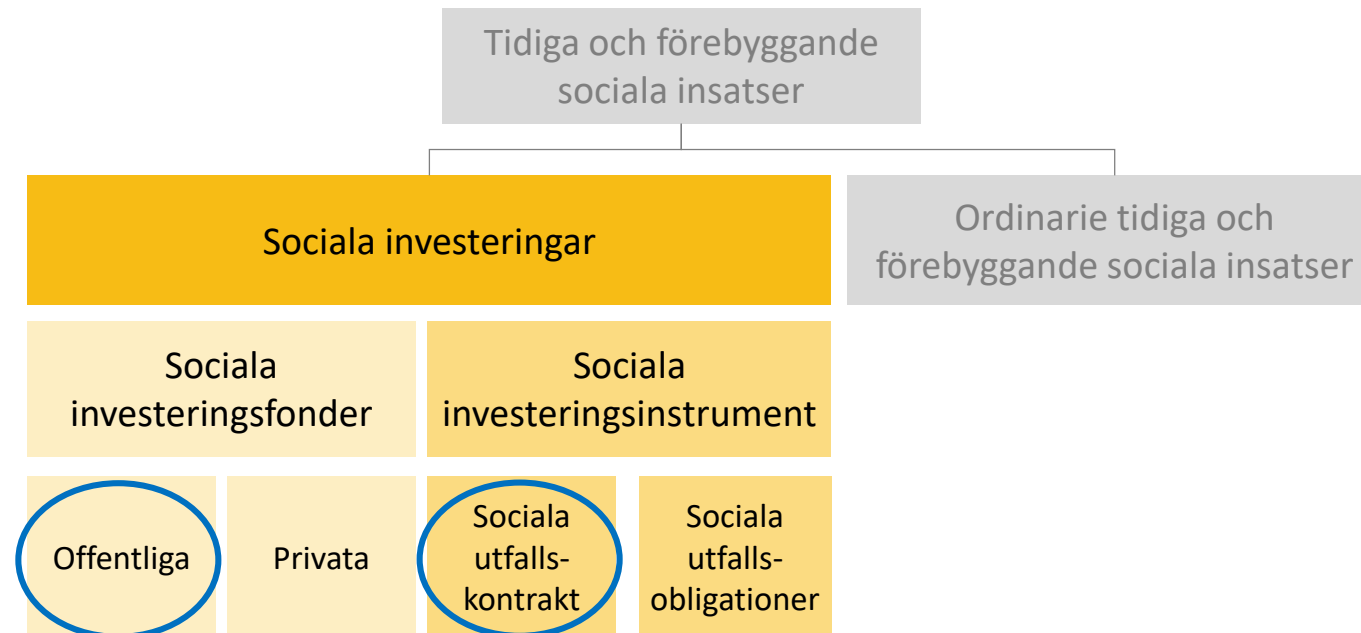 Tidiga och förebyggande
sociala insatser
Sociala investeringar
Ordinarie tidiga och
förebyggande sociala insatser
Sociala
investeringsfonder
Sociala
investeringsinstrument
Offentliga
Privata
Sociala
utfalls-
kontrakt
Sociala
utfalls-
obligationer